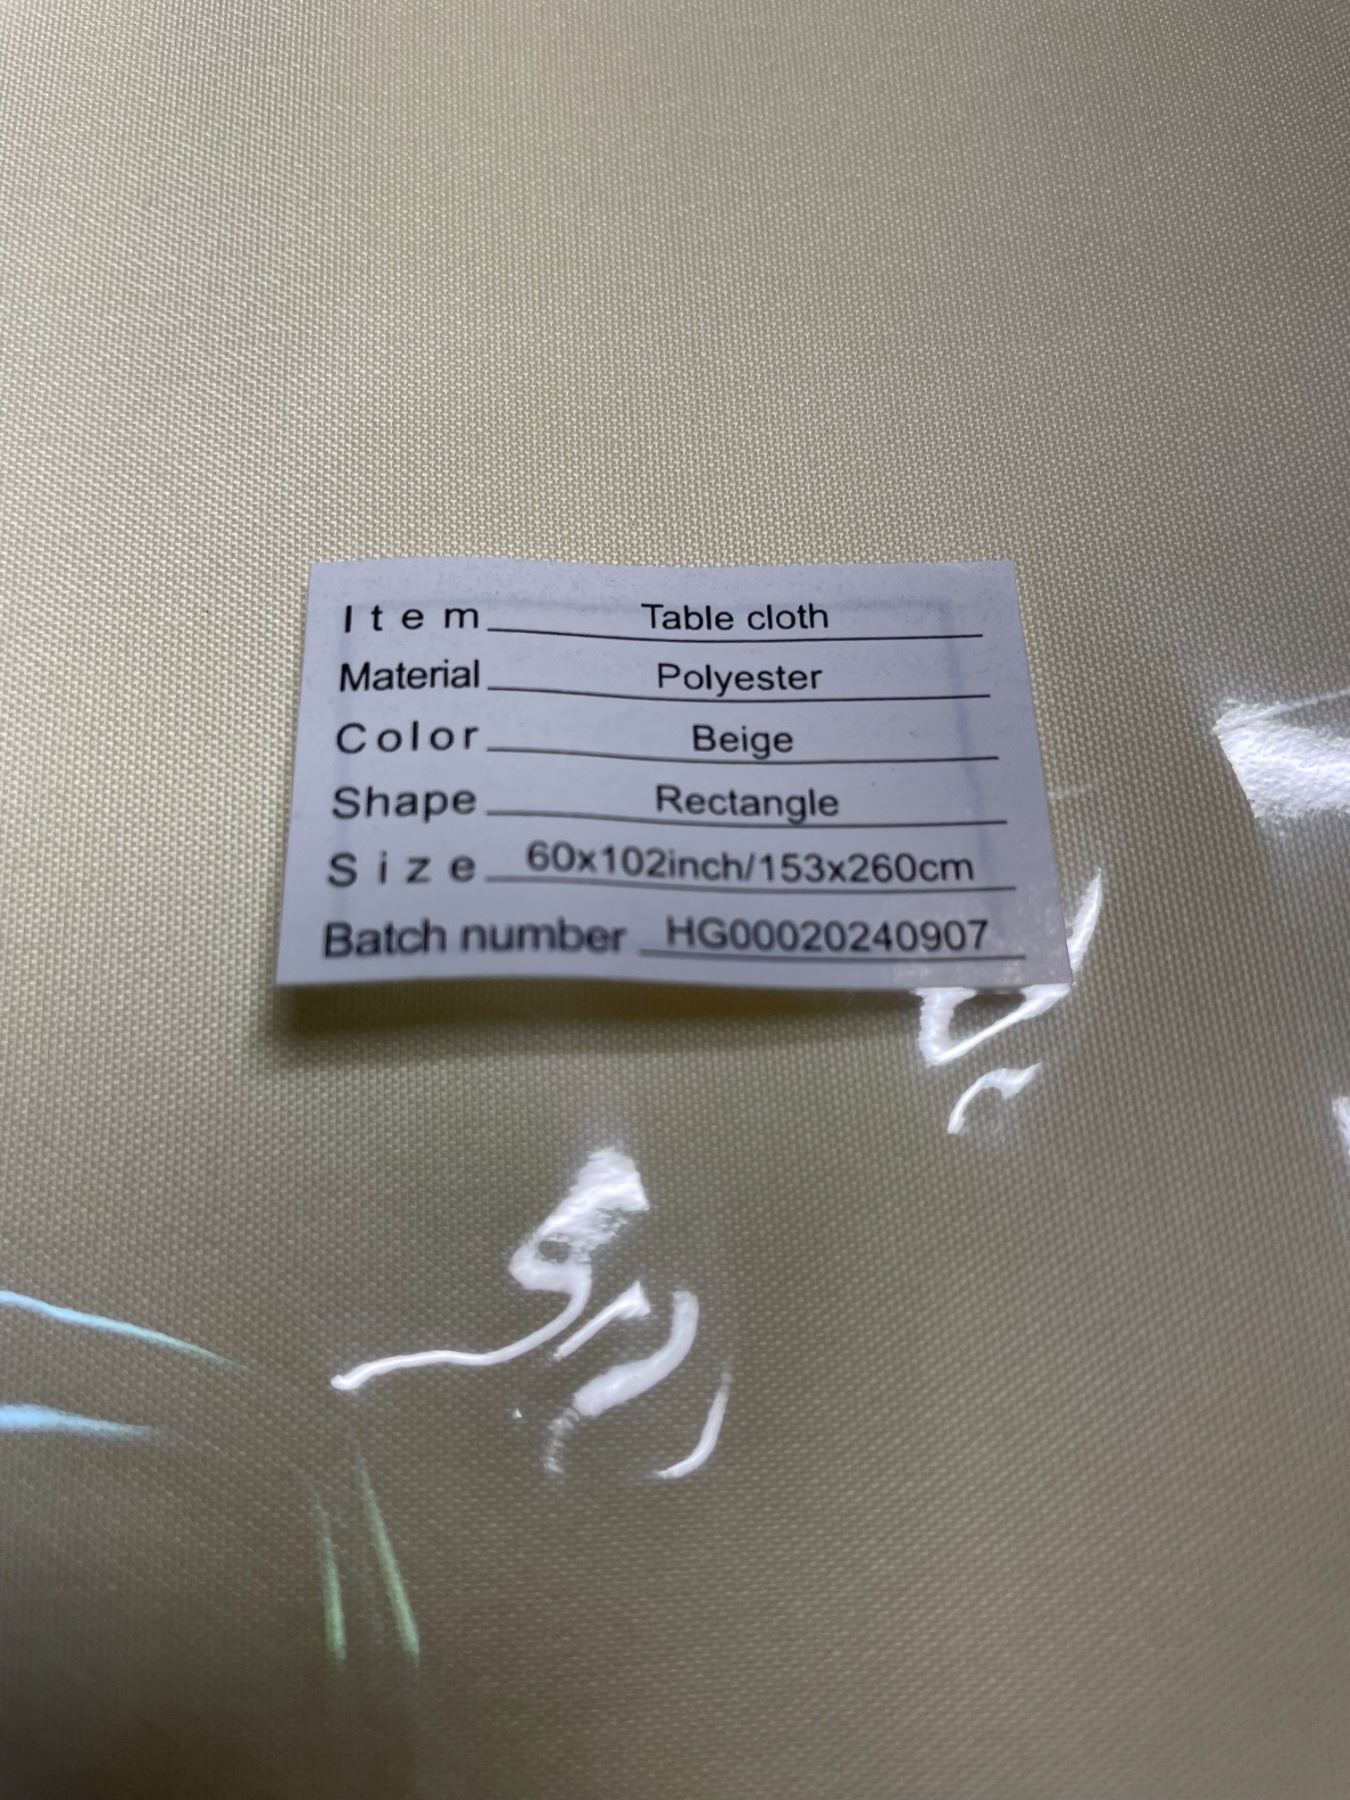 Item Table cloth
Material Polyester
Color Beige
Shape Rectangle
Size 60x102inch/153x260cm
Batch number HG00020240907